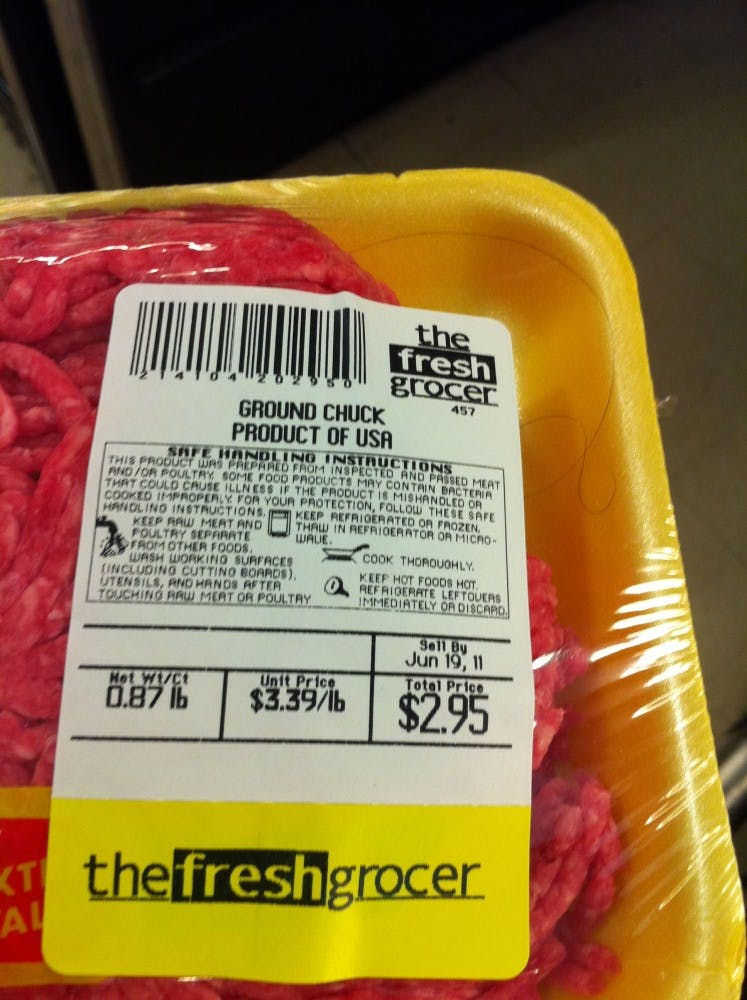 2 14104 202950
the
fresh
grocer
457
GROUND CHUCK
PRODUCT OF USA
SAFE HANDLING INSTRUCTIONS
THIS PRODUCT WAS PREPARED FROM INSPECTED AND PASSED MEAT
AND/OR POULTRY. SOME FOOD PRODUCTS MAY CONTAIN BACTERIA
THAT COULD CAUSE ILLNESS IF THE PRODUCT IS MISHANDLED OR
COOKED IMPROPERLY. FOR YOUR PROTECTION, FOLLOW THESE SAFE
HANDLING INSTRUCTIONS.
KEEP RAW MEAT AND
POULTRY SEPARATE
FROM OTHER FOODS.
WASH WORKING SURFACES
(INCLUDING CUTTING BOARDS),
UTENSILS, AND HANDS AFTER
TOUCHING RAW MEAT OR POULTRY
KEEP REFRIGERATED OR FROZEN.
THAW IN REFRIGERATOR OR MICRO-
WAVE.
COOK THOROUGHLY.
KEEP HOT FOODS HOT.
REFRIGERATE LEFTOVERS
IMMEDIATELY OR DISCARD.
Sell By
Jun 19, 11
Net Wt/Ct
0.87 lb
Unit Price
$3.39/lb
Total Price
$2.95
thefreshgrocer